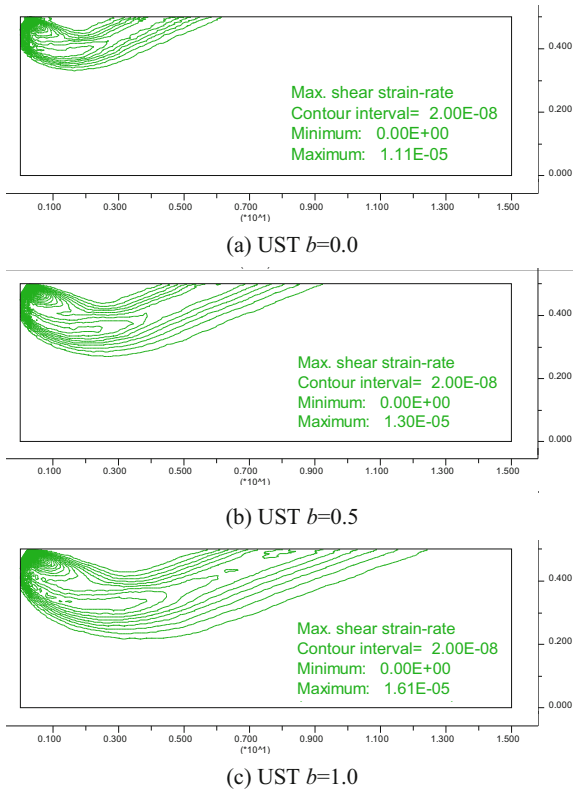 0.400
Max. shear strain-rate
Contour interval= 2.00E-08
0.200
Minimum: 0.00E+00
Maximum: 1.11E-05
0.000
0.100 0.300 0.500 0.700 0.900 1.100 1.300 1.500
(*10^1)
(a) UST b=0.0
0.400
Max. shear strain-rate
0.200
Contour interval= 2.00E-08
Minimum: 0.00E+00
Maximum: 1.30E-05
0.000
0.100 0.300 0.500 0.700 0.900 1.100 1.300 1.500
(*10^1)
(b) UST b=0.5
0.400
Max. shear strain-rate
0.200
Contour interval= 2.00E-08
Minimum: 0.00E+00
Maximum: 1.61E-05
0.000
0.100 0.300 0.500 0.700 0.900 1.100 1.300 1.500
(*10^1)
(c) UST b=1.0